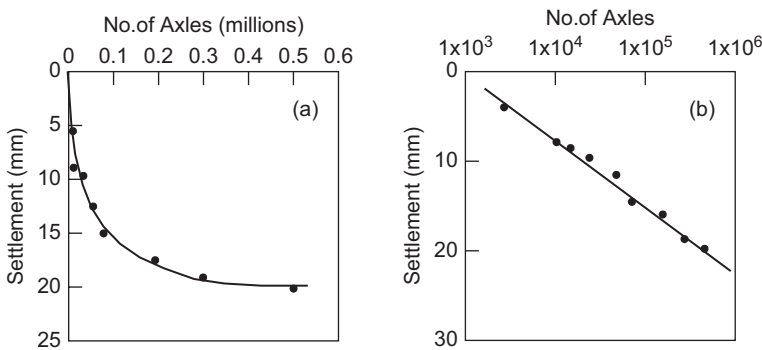 No.of Axles (millions)
0 0.1 0.2 0.3 0.4 0.5 0.6
0
5
10
15
20
25
Settlement (mm)
(a)
No.of Axles
1x10³ 1x10⁴ 1x10⁵ 1x10⁶
0
10
20
30
Settlement (mm)
(b)